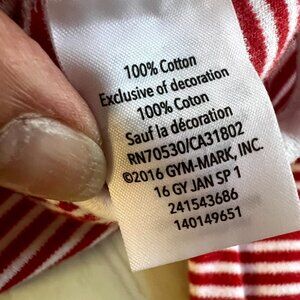 100% Cotton
Exclusive of decoration
100% Coton
Sauf la décoration
RN70530/CA31802
©2016 GYM-MARK, INC.
16 GY JAN SP 1
241543686
140149651